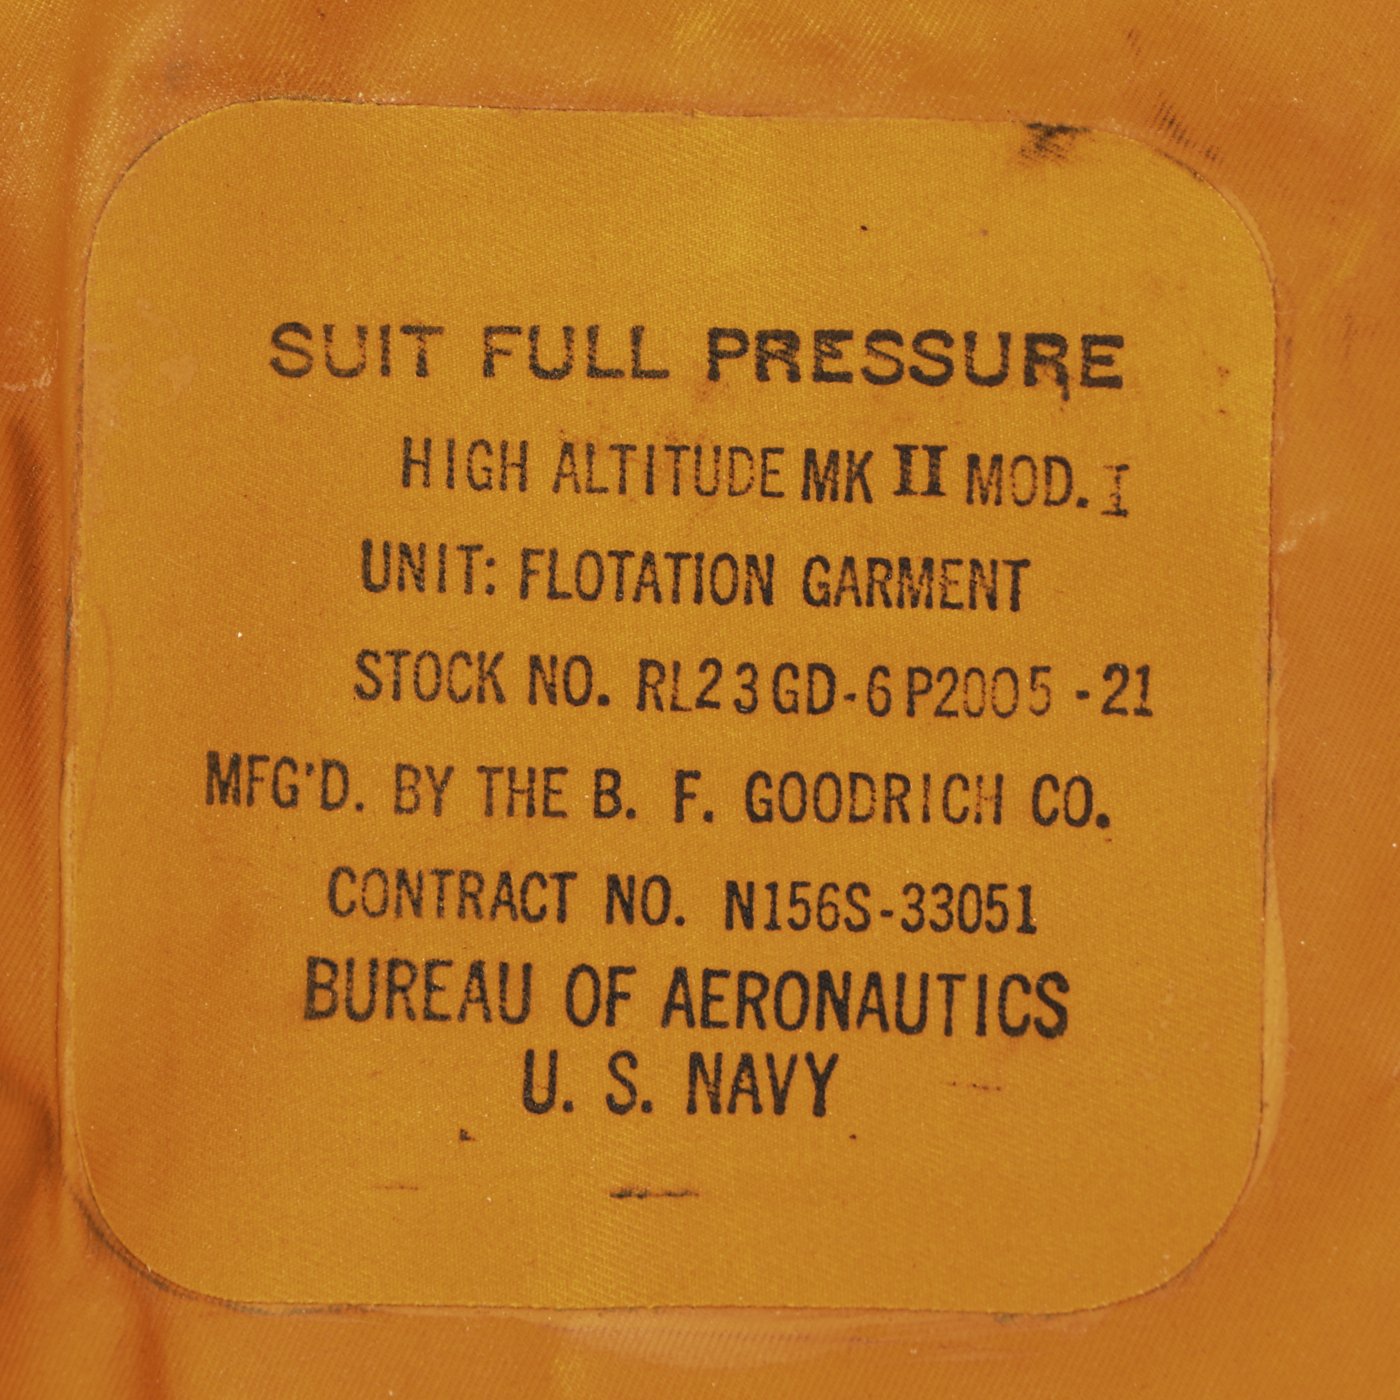 SUIT FULL PRESSURE
HIGH ALTITUDE MK II MOD. I
UNIT: FLOTATION GARMENT
STOCK NO. RL23GD-6P2005-21
MFG'D. BY THE B. F. GOODRICH CO.
CONTRACT NO. N156S-33051
BUREAU OF AERONAUTICS
U. S. NAVY